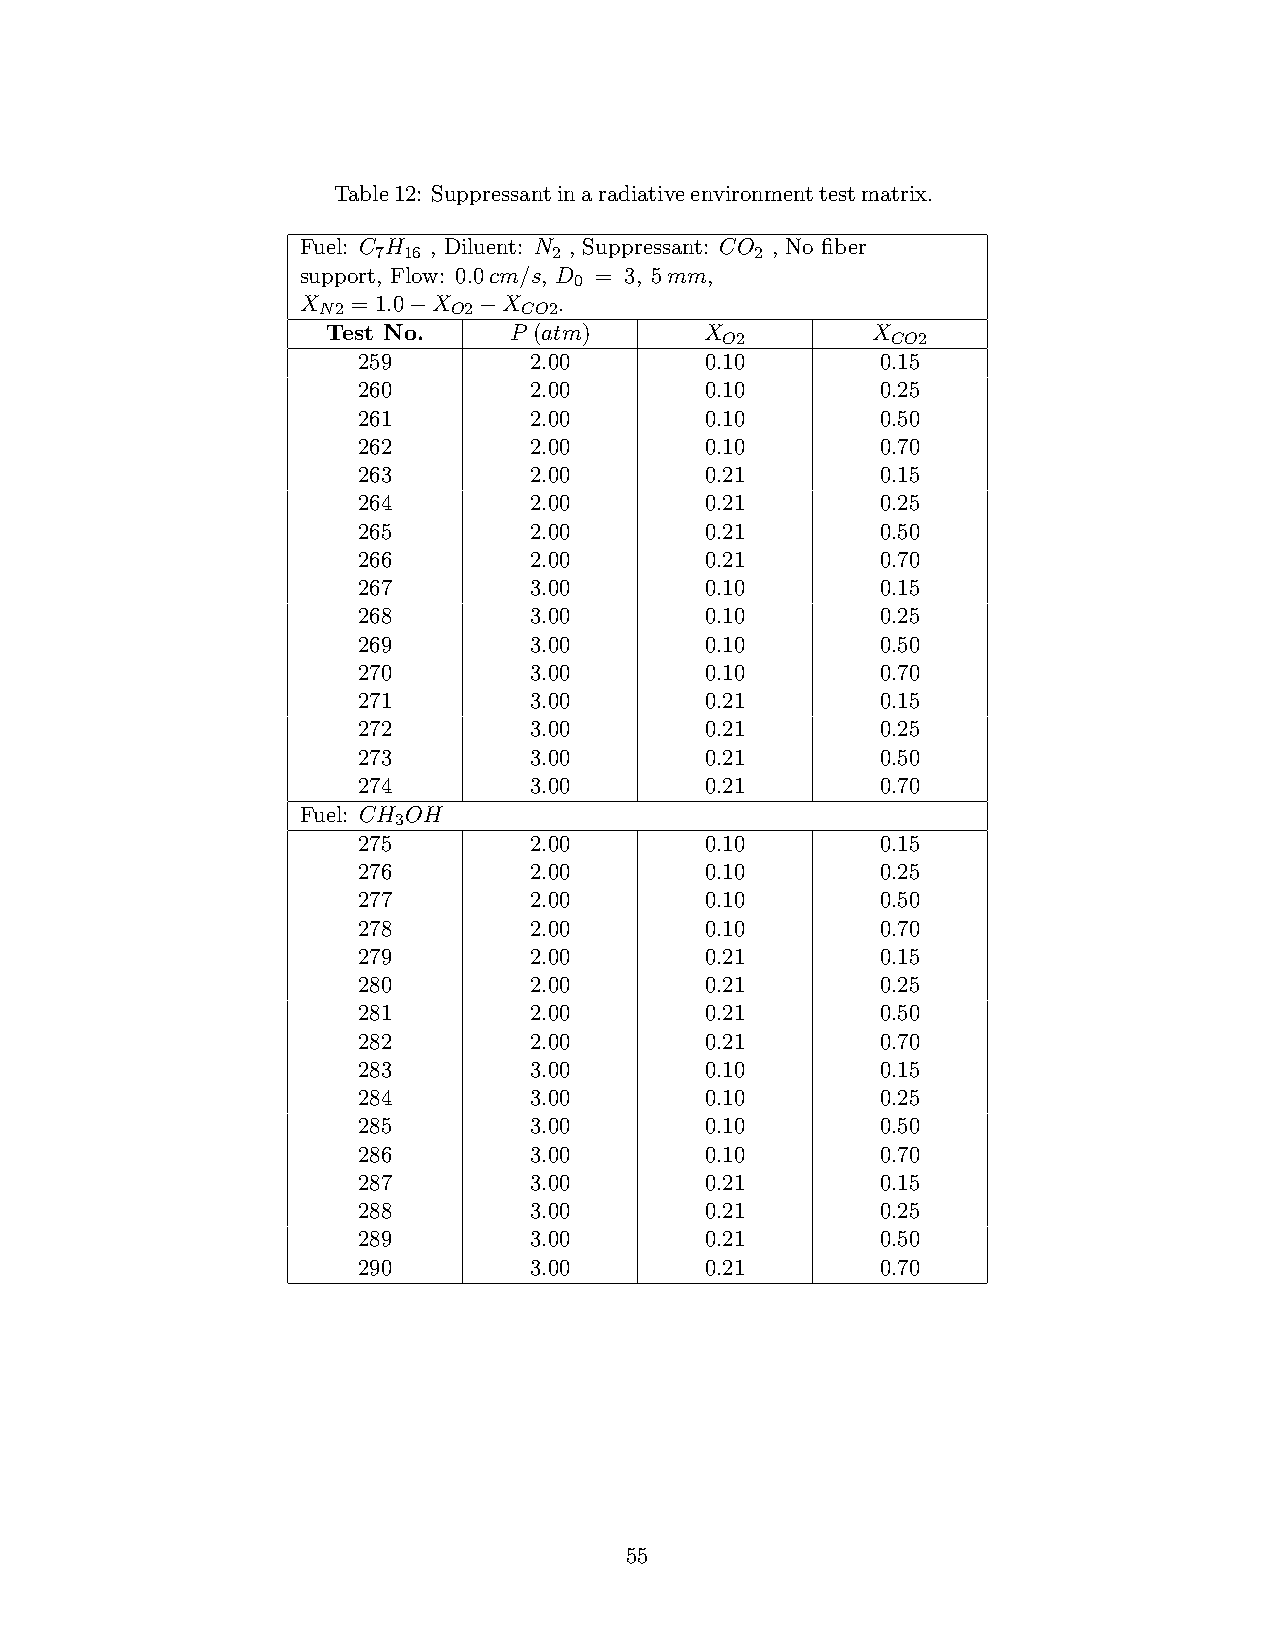 Table 12: Suppressant in a radiative environment test matrix.
Fuel: C7H16 , Diluent: N2 , Suppressant: CO2 , No fiber
support, Flow: 0.0cm/s, D0 = 3, 5mm,
XN2 = 1.0 − XO2 − XCO2.
Test No. P (atm) XO2 XCO2
259 2.00 0.10 0.15
260 2.00 0.10 0.25
261 2.00 0.10 0.50
262 2.00 0.10 0.70
263 2.00 0.21 0.15
264 2.00 0.21 0.25
265 2.00 0.21 0.50
266 2.00 0.21 0.70
267 3.00 0.10 0.15
268 3.00 0.10 0.25
269 3.00 0.10 0.50
270 3.00 0.10 0.70
271 3.00 0.21 0.15
272 3.00 0.21 0.25
273 3.00 0.21 0.50
274 3.00 0.21 0.70
Fuel: CH3OH
275 2.00 0.10 0.15
276 2.00 0.10 0.25
277 2.00 0.10 0.50
278 2.00 0.10 0.70
279 2.00 0.21 0.15
280 2.00 0.21 0.25
281 2.00 0.21 0.50
282 2.00 0.21 0.70
283 3.00 0.10 0.15
284 3.00 0.10 0.25
285 3.00 0.10 0.50
286 3.00 0.10 0.70
287 3.00 0.21 0.15
288 3.00 0.21 0.25
289 3.00 0.21 0.50
290 3.00 0.21 0.70
55